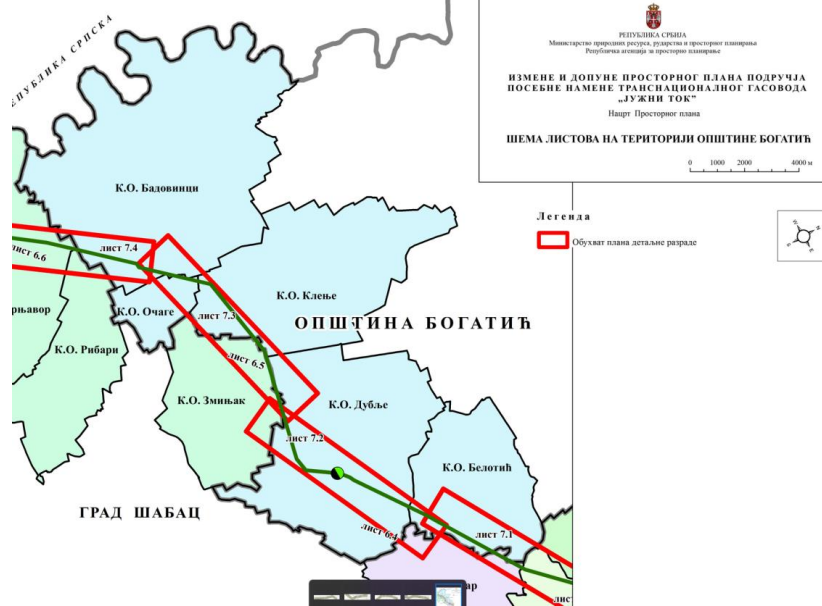 РЕПУБЛИКА СРБИЈА
Министарство природних ресурса, рударства и просторног планирања
Републичка агенција за просторно планирање
ИЗМЕНЕ И ДОПУНЕ ПРОСТОРНОГ ПЛАНА ПОДРУЧЈА
ПОСЕБНЕ НАМЕНЕ ТРАНСНАЦИОНАЛНОГ ГАСОВОДА
„ЈУЖНИ ТОК”
Нацрт Просторног плана
ШЕМА ЛИСТОВА НА ТЕРИТОРИЈИ ОПШТИНЕ БОГАТИЋ
0 1000 2000 4000 м
Легенда
Обухват плана детаљне разраде
ЕПУБЛИКА СРПСКА
К.О. Бадовинци
лист 7.4
лист 6.6
К.О. Клење
рњавор
К.О. Очаге
лист 7.3
ОПШТИНА БОГАТИЋ
К.О. Рибари
лист 6.5
К.О. Змињак
К.О. Дубље
лист 7.2
К.О. Белотић
ГРАД ШАБАЦ
лист 6.4
лист 7.1
ар
лис